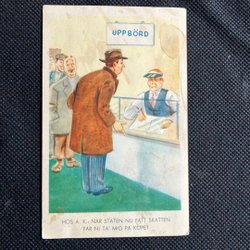 UPPBÖRD
HOS A. K.- NÄR STATEN NU FÅTT SKATTEN
FÅR NI TA' MIG PÅ KÖPET